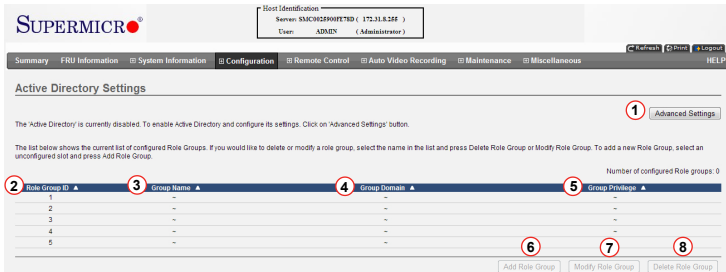 Host Identification
Server: SMC0025900FE78D ( 172.31.8.255 )
User: ADMIN ( Administrator )
SUPERMICRO®
Refresh Print Logout
Summary FRU Information System Information Configuration Remote Control Auto Video Recording Maintenance Miscellaneous HELP
Active Directory Settings
1 Advanced Settings
The 'Active Directory' is currently disabled. To enable Active Directory and configure its settings. Click on 'Advanced Settings' button.
The list below shows the current list of configured Role Groups. If you would like to delete or modify a role group, select the name in the list and press Delete Role Group or Modify Role Group. To add a new Role Group, select an
unconfigured slot and press Add Role Group.
Number of configured Role groups: 0
2 Role Group ID ▲ 3 Group Name ▲ 4 Group Domain ▲ 5 Group Privilege ▲
1 ~ ~ ~
2 ~ ~ ~
3 ~ ~ ~
4 ~ ~ ~
5 ~ ~ ~
6 7 8
Add Role Group Modify Role Group Delete Role Group